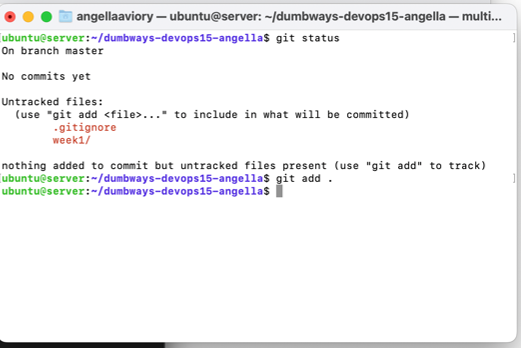 angellaaviory — ubuntu@server: ~/dumbways-devops15-angella — multi...
[ubuntu@server:~/dumbways-devops15-angella$ git status
On branch master
No commits yet
Untracked files:
(use "git add <file>..." to include in what will be committed)
.gitignore
week1/
nothing added to commit but untracked files present (use "git add" to track)
[ubuntu@server:~/dumbways-devops15-angella$ git add .
ubuntu@server:~/dumbways-devops15-angella$